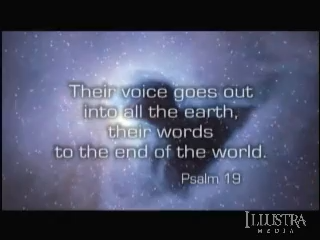 Their voice goes out
into all the earth,
their words
to the end of the world.
Psalm 19
ILLUSTRA
MEDIA